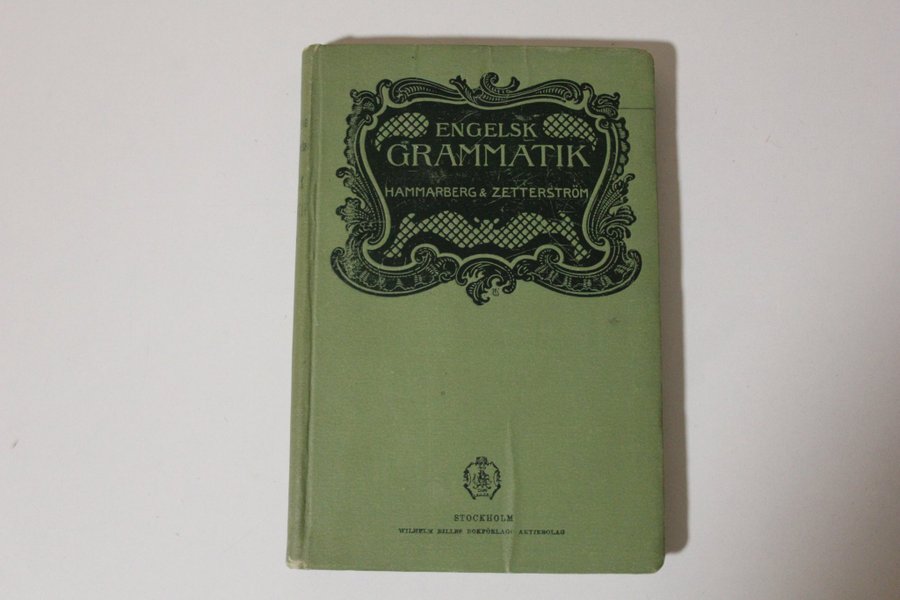 ENGELSK
GRAMMATIK
HAMMARBERG & ZETTERSTRÖM
STOCKHOLM
WILHELM BILLES BOKFÖRLAGS AKTIEBOLAG